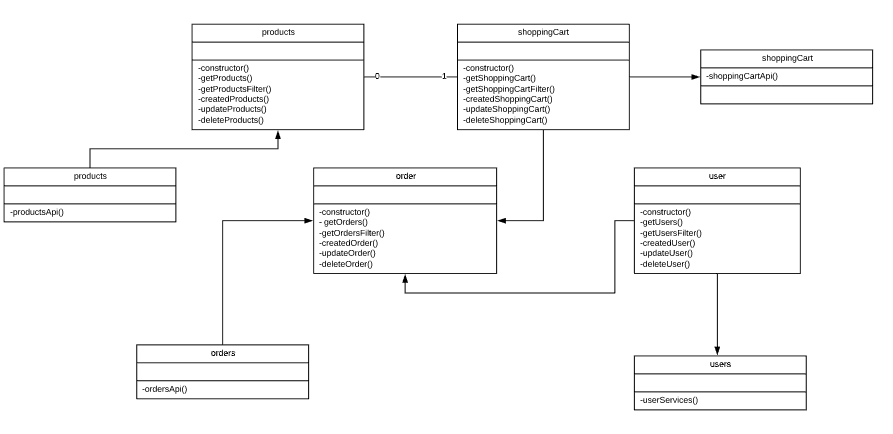 products
-constructor()
-getProducts()
-getProductsFilter()
-createdProducts()
-updateProducts()
-deleteProducts()
0
1
shoppingCart
-constructor()
-getShoppingCart()
-getShoppingCartFilter()
-createdShoppingCart()
-updateShoppingCart()
-deleteShoppingCart()
shoppingCart
-shoppingCartApi()
products
-productsApi()
order
-constructor()
- getOrders()
-getOrdersFilter()
-createdOrder()
-updateOrder()
-deleteOrder()
user
-constructor()
-getUsers()
-getUsersFilter()
-createdUser()
-updateUser()
-deleteUser()
orders
-ordersApi()
users
-userServices()